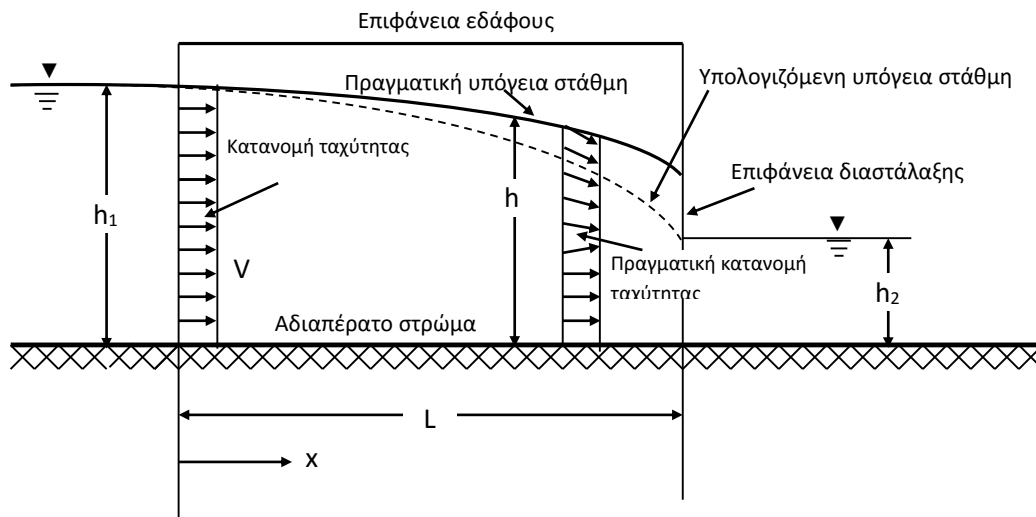 Επιφάνεια εδάφους
Πραγματική υπόγεια στάθμη
Υπολογιζόμενη υπόγεια στάθμη
Κατανομή ταχύτητας
Επιφάνεια διαστάλαξης
h1
h
V
Πραγματική κατανομή
ταχύτητας
h2
Αδιαπέρατο στρώμα
L
x